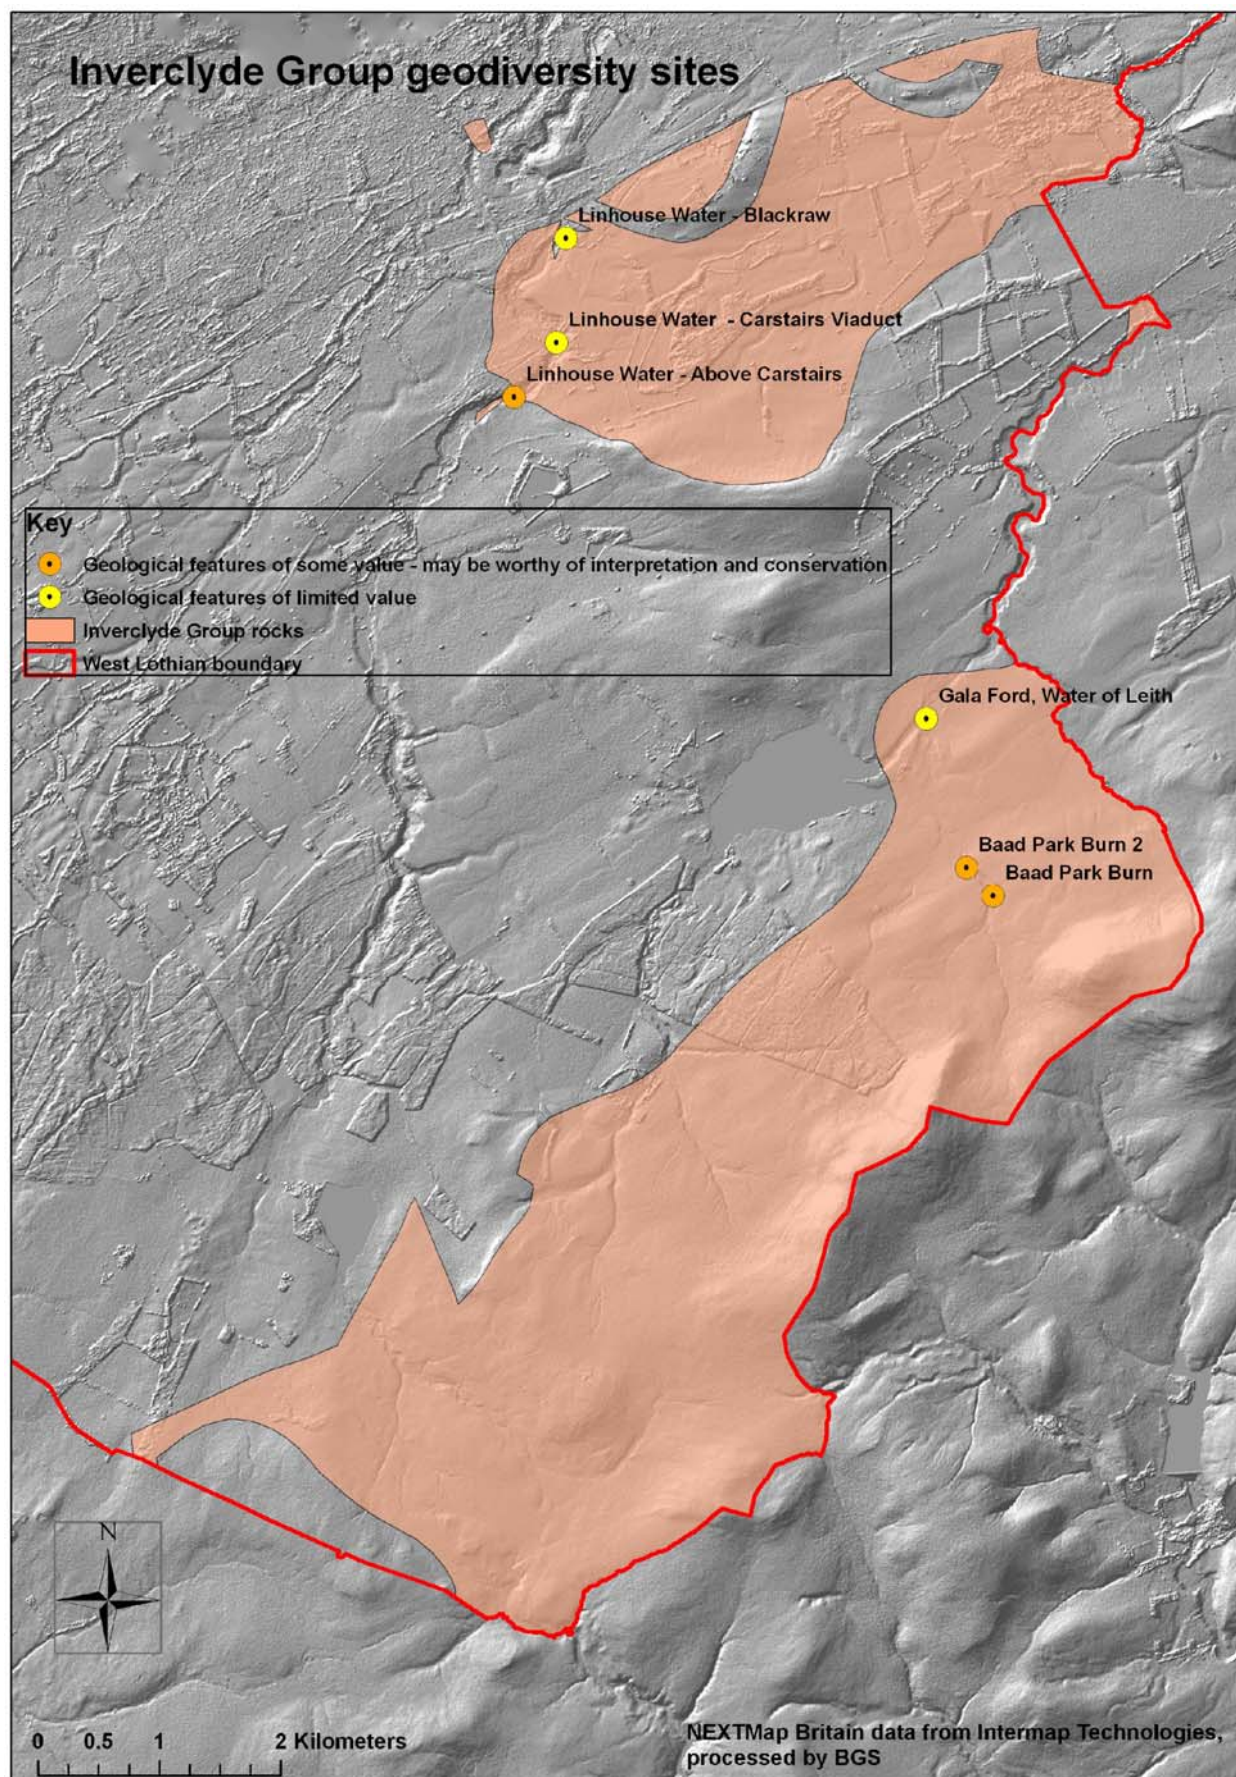 Inverclyde Group geodiversity sites
Linhouse Water - Blackraw
Linhouse Water - Carstairs Viaduct
Linhouse Water - Above Carstairs
Key
Geological features of some value - may be worthy of interpretation and conservation
Geological features of limited value
Inverclyde Group rocks
West Lothian boundary
Gala Ford, Water of Leith
Baad Park Burn 2
Baad Park Burn
N
0 0.5 1 2 Kilometers
NEXTMap Britain data from Intermap Technologies,
processed by BGS